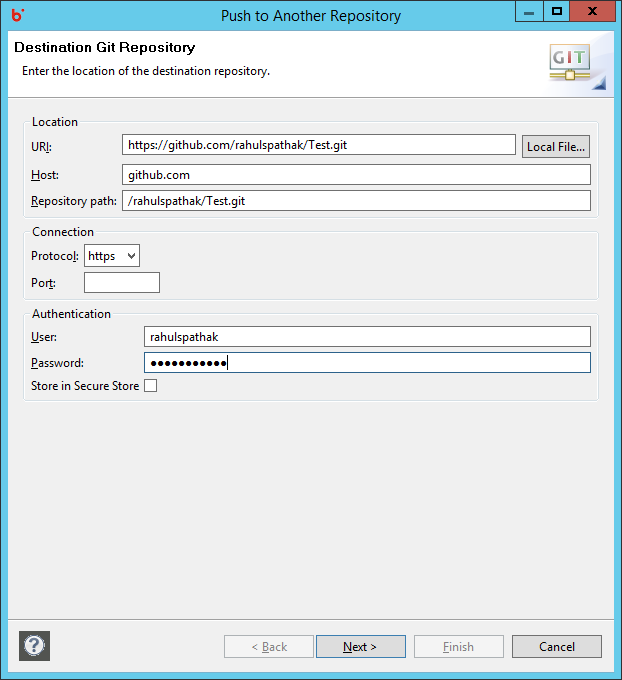 Push to Another Repository
Destination Git Repository
Enter the location of the destination repository.
GIT
Location
URI: https://github.com/rahulspathak/Test.git Local File...
Host: github.com
Repository path: /rahulspathak/Test.git
Connection
Protocol: https
Port:
Authentication
User: rahulspathak
Password: ●●●●●●●●●●●
Store in Secure Store
? < Back Next > Finish Cancel